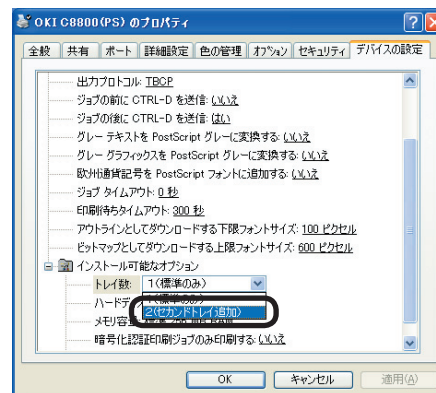 OKI C8800(PS) のプロパティ
全般 共有 ポート 詳細設定 色の管理 オプション セキュリティ デバイスの設定
出力プロトコル: TBCP
ジョブの前に CTRL-D を送信: いいえ
ジョブの後に CTRL-D を送信: はい
グレー テキストを PostScript グレーに変換する: いいえ
グレー グラフィックスを PostScript グレーに変換する: いいえ
欧州通貨記号を PostScript フォントに追加する: いいえ
ジョブ タイムアウト: 0 秒
印刷待ちタイムアウト: 300 秒
アウトラインとしてダウンロードする下限フォントサイズ: 100 ピクセル
ビットマップとしてダウンロードする上限フォントサイズ: 600 ピクセル
インストール可能なオプション
トレイ数: 1(標準のみ)
ハードデ
2(セカンドトレイ追加)
メモリ容量
暗号化認証印刷ジョブのみ印刷する: いいえ
OK キャンセル 適用(A)